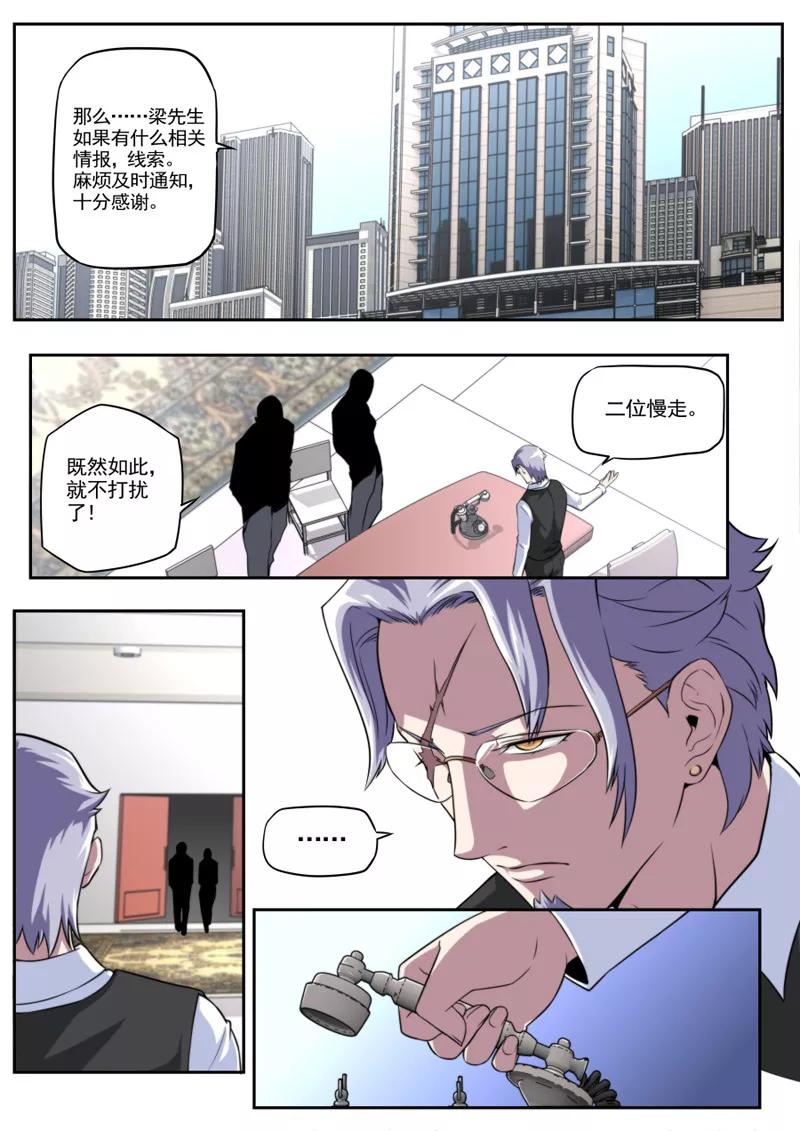 那么……梁先生
如果有什么相关
情报，线索。
麻烦及时通知，
十分感谢。
二位慢走。
既然如此，
就不打扰
了！
……